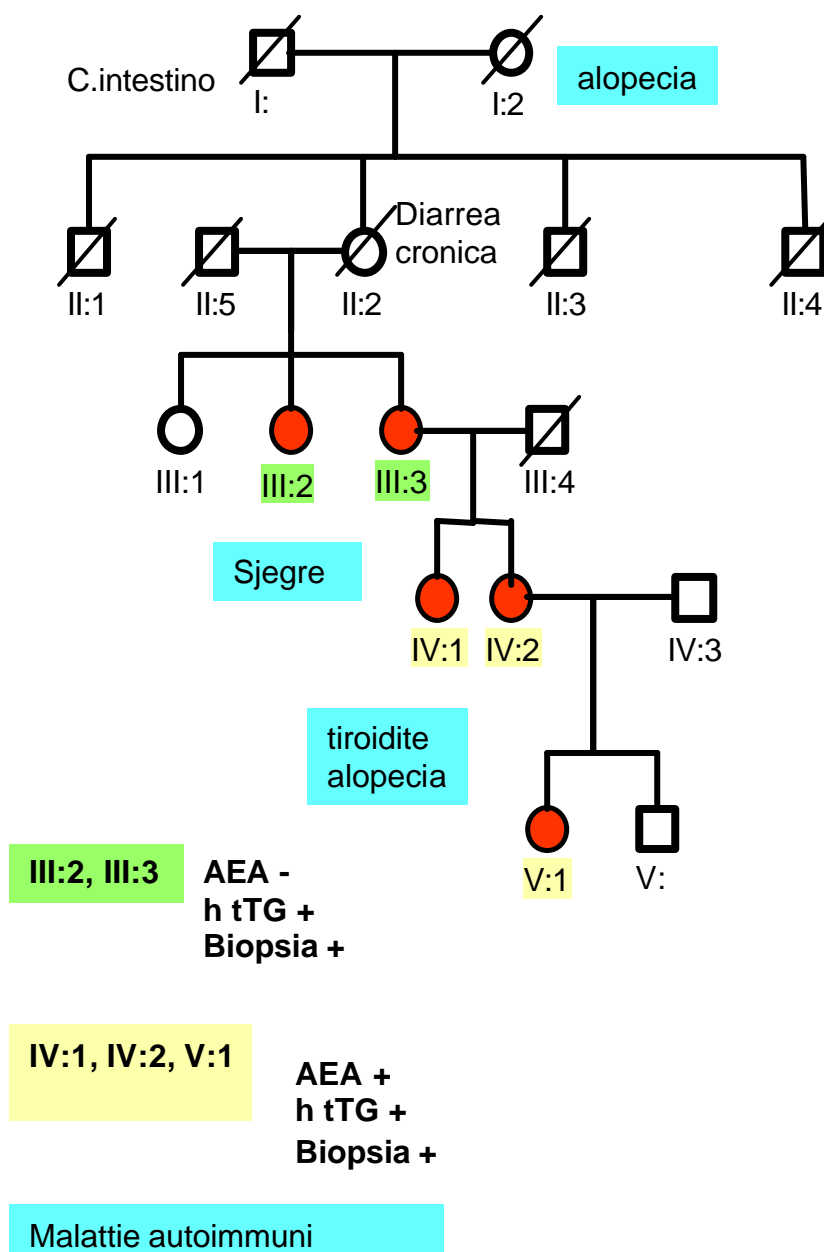 C.intestino
I:
I:2
alopecia
Diarrea
cronica
II:1
II:5
II:2
II:3
II:4
III:1
III:2
III:3
III:4
Sjegre
IV:1
IV:2
IV:3
tiroidite
alopecia
V:1
V:
III:2, III:3
AEA -
h tTG +
Biopsia +
IV:1, IV:2, V:1
AEA +
h tTG +
Biopsia +
Malattie autoimmuni